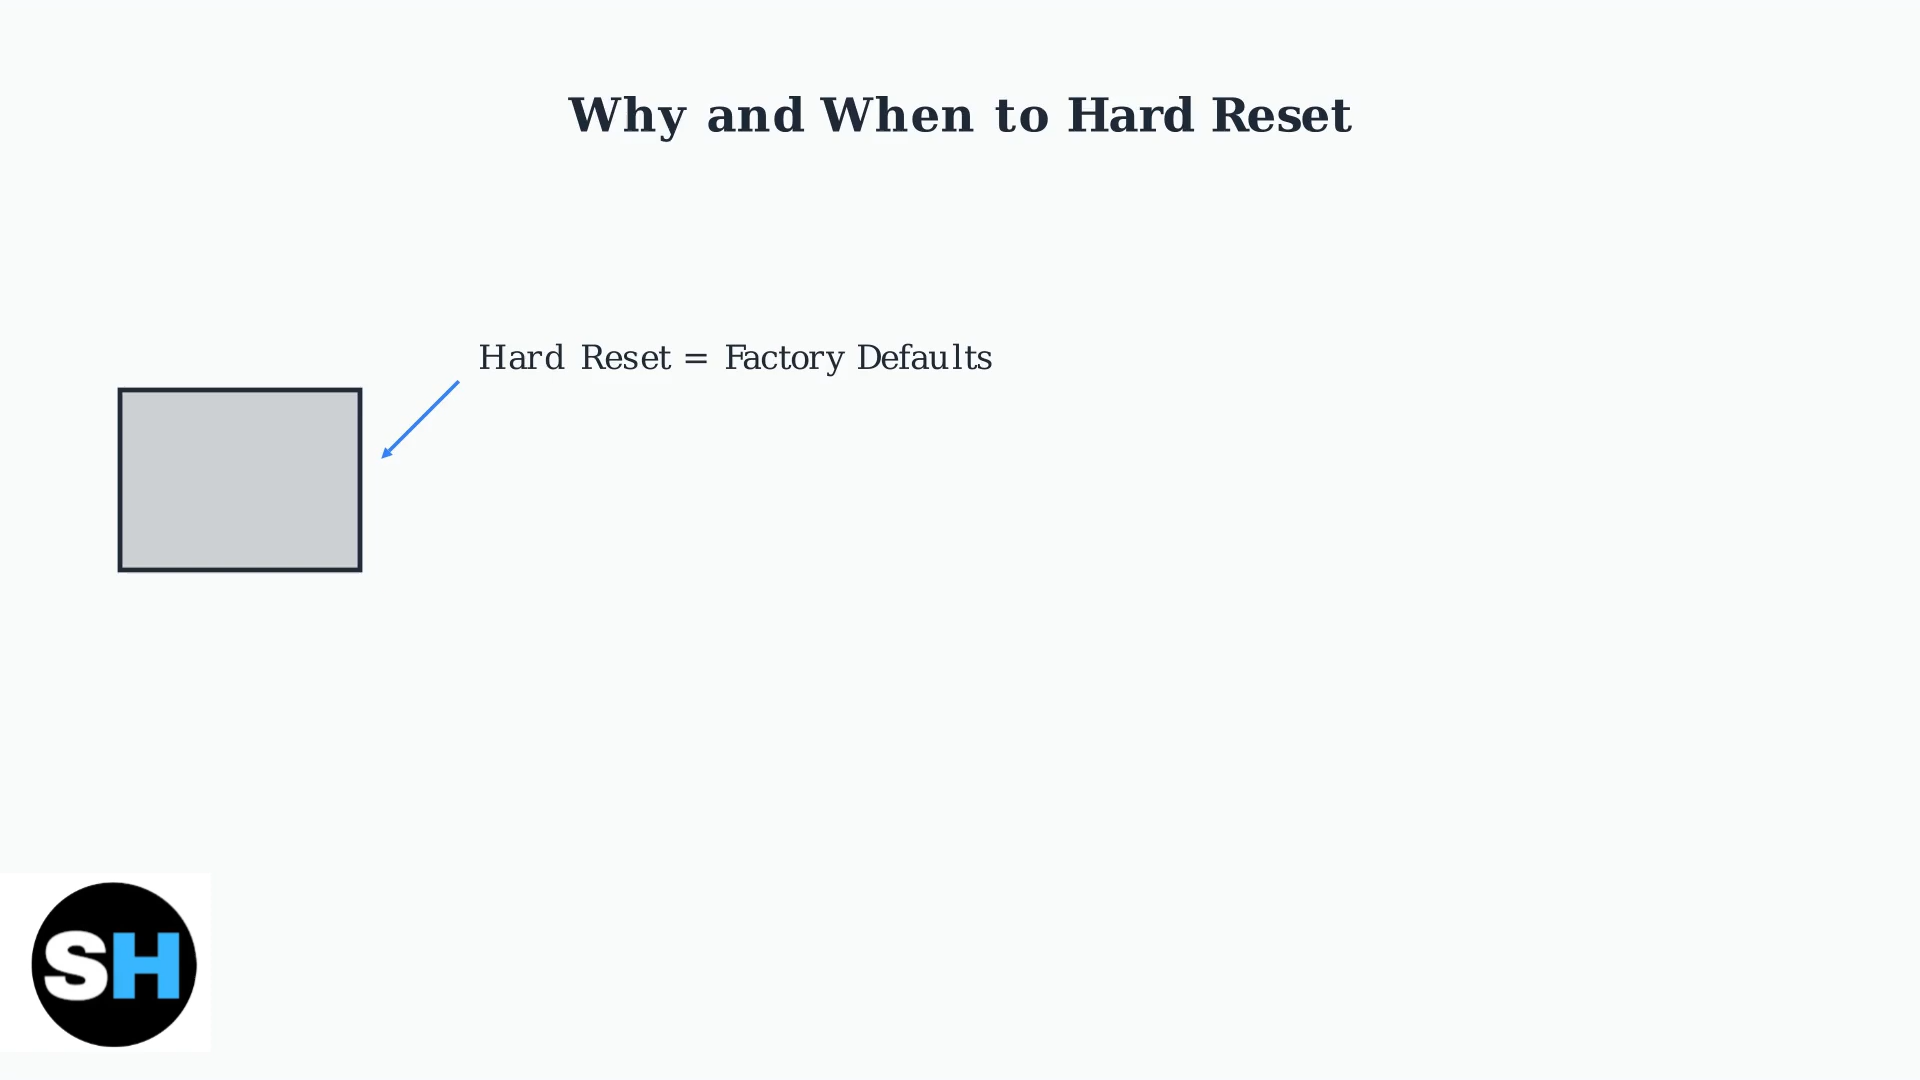 Why and When to Hard Reset
Hard Reset = Factory Defaults
SH